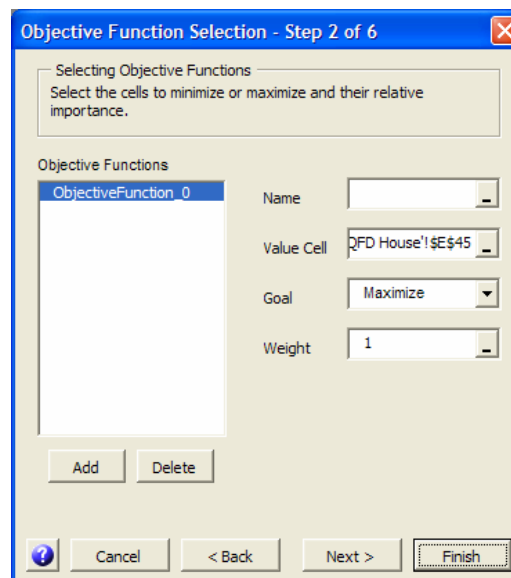 Objective Function Selection - Step 2 of 6
Selecting Objective Functions
Select the cells to minimize or maximize and their relative
importance.
Objective Functions
ObjectiveFunction_0
Name
Value Cell QFD House'!$E$45
Goal Maximize
Weight 1
Add Delete
? Cancel < Back Next > Finish